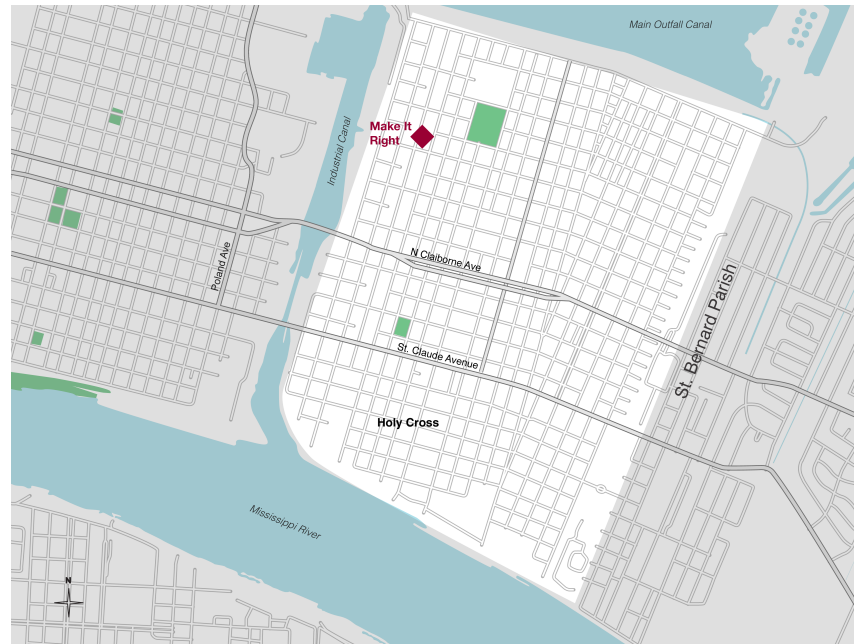 Main Outfall Canal
Make It
Right
Industrial Canal
N Claiborne Ave
Poland Ave
St. Bernard Parish
St. Claude Avenue
Holy Cross
Mississippi River
N